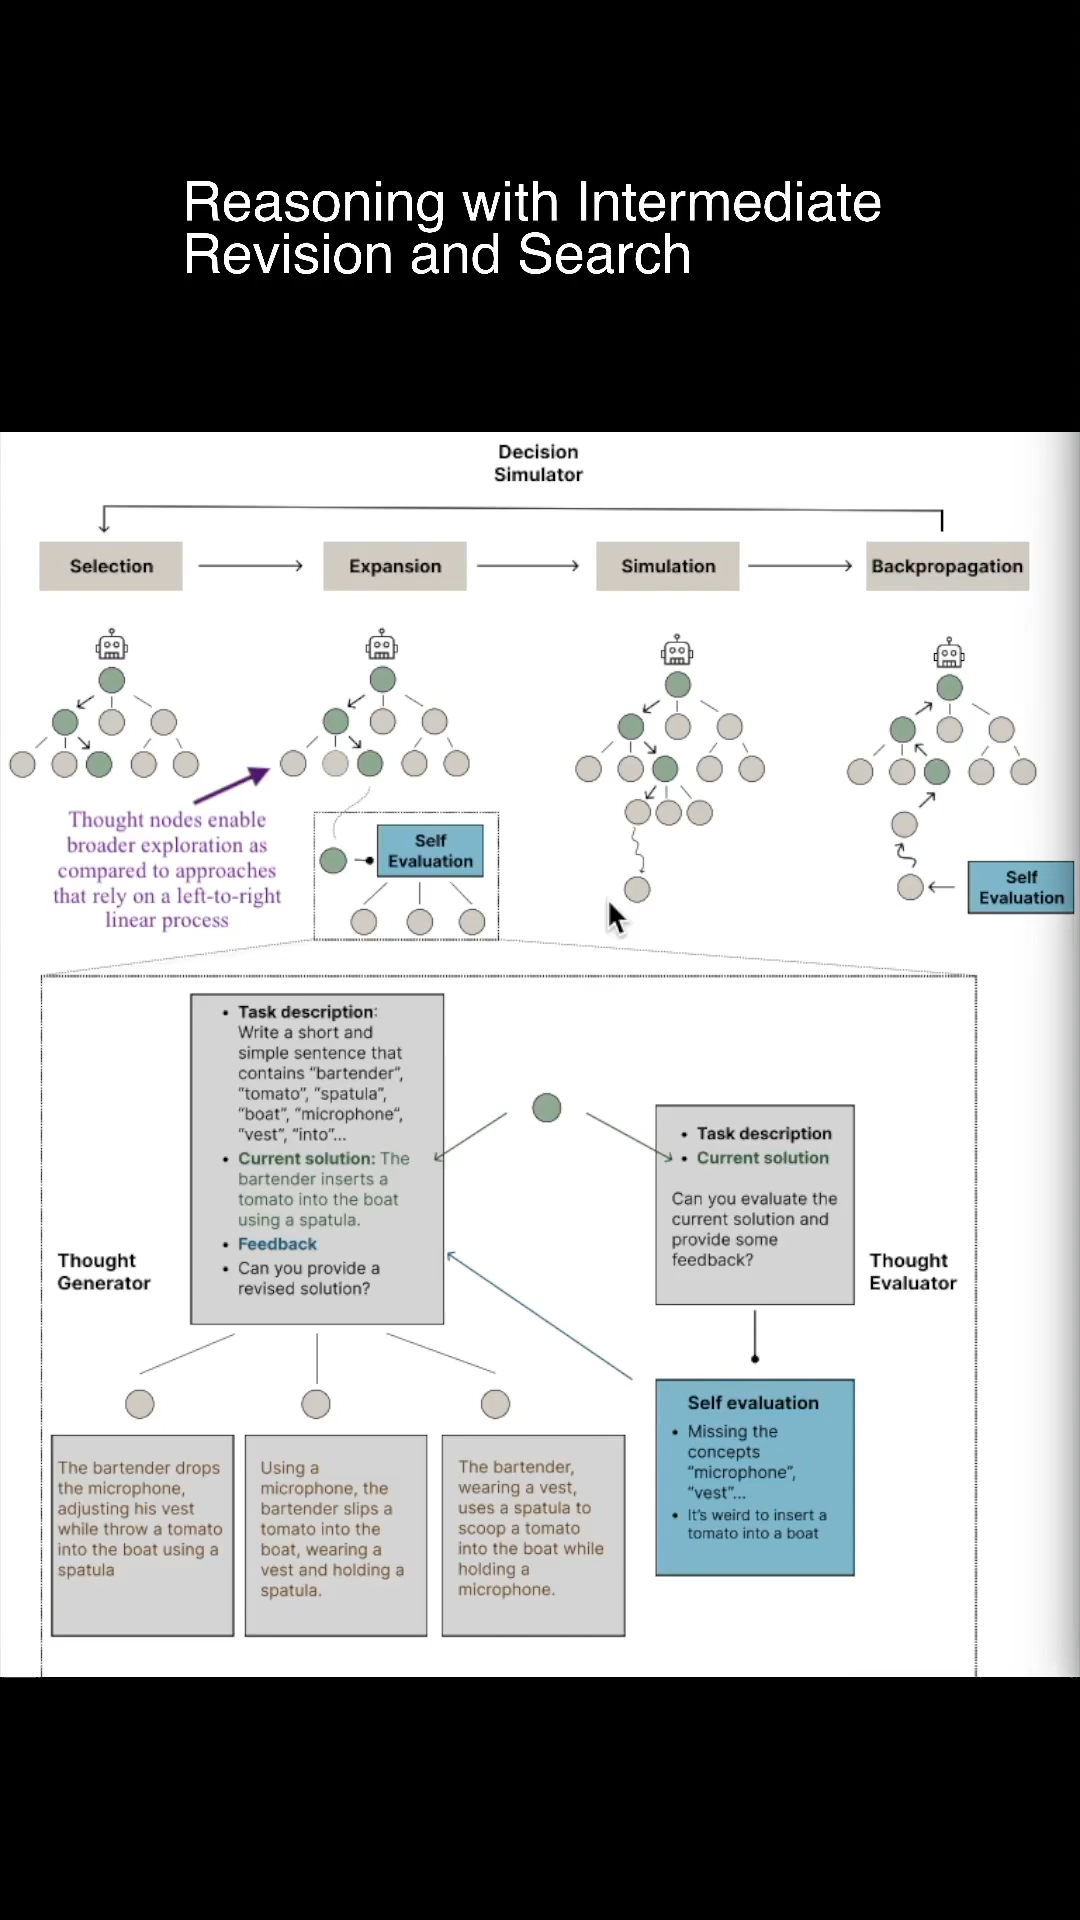 Reasoning with Intermediate
Revision and Search
Decision
Simulator
Selection
Expansion
Simulation
Backpropagation
Thought nodes enable
broader exploration as
compared to approaches
that rely on a left-to-right
linear process
Self
Evaluation
Self
Evaluation
• Task description:
Write a short and
simple sentence that
contains “bartender”,
“tomato”, “spatula”,
“boat”, “microphone“,
“vest”, “into”...
• Current solution: The
bartender inserts a
tomato into the boat
using a spatula.
• Feedback
• Can you provide a
revised solution?
Thought
Generator
• Task description
• Current solution
Can you evaluate the
current solution and
provide some
feedback?
Thought
Evaluator
Self evaluation
• Missing the
concepts
“microphone”,
“vest”...
• It’s weird to insert a
tomato into a boat
The bartender drops
the microphone,
adjusting his vest
while throw a tomato
into the boat using a
spatula
Using a
microphone, the
bartender slips a
tomato into the
boat, wearing a
vest and holding a
spatula.
The bartender,
wearing a vest,
uses a spatula to
scoop a tomato
into the boat while
holding a
microphone.